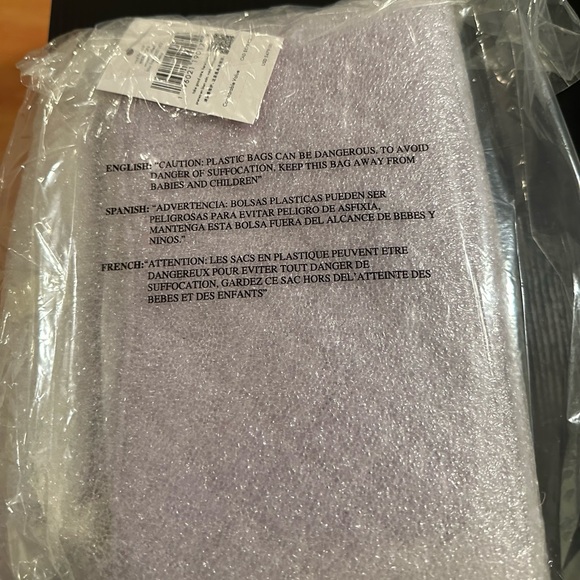 ENGLISH: "CAUTION: PLASTIC BAGS CAN BE DANGEROUS. TO AVOID
DANGER OF SUFFOCATION, KEEP THIS BAG AWAY FROM
BABIES AND CHILDREN"
SPANISH: "ADVERTENCIA: BOLSAS PLASTICAS PUEDEN SER
PELIGROSAS PARA EVITAR PELIGRO DE ASFIXIA,
MANTENGA ESTA BOLSA FUERA DEL ALCANCE DE BEBES Y
NINOS."
FRENCH:"ATTENTION: LES SACS EN PLASTIQUE PEUVENT ETRE
DANGEREUX POUR EVITER TOUT DANGER DE
SUFFOCATION, GARDEZ CE SAC HORS DEL'ATTEINTE DES
BEBES ET DES ENFANTS"